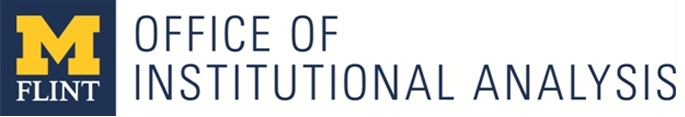 M
FLINT
OFFICE OF
INSTITUTIONAL ANALYSIS